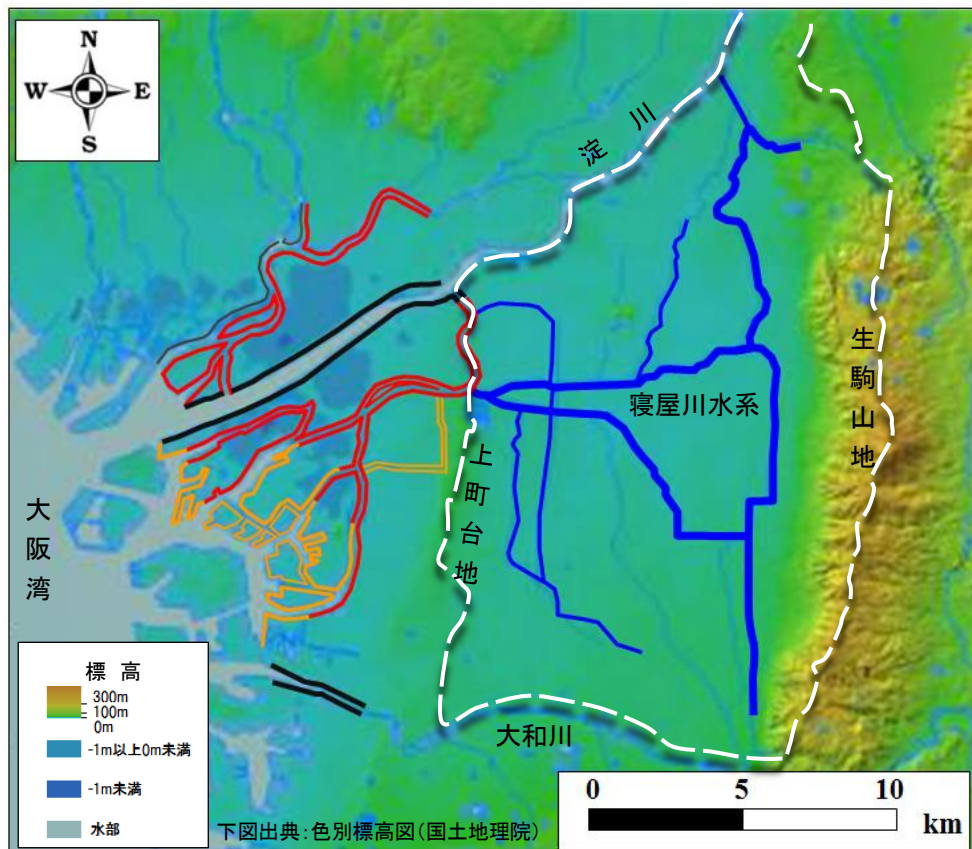 N
W E
S
淀川
生駒山地
寝屋川水系
上町台地
大阪湾
大和川
標 高
300m
100m
0m
-1m以上0m未満
-1m未満
水部
下図出典:色別標高図(国土地理院)
0 5 10
km